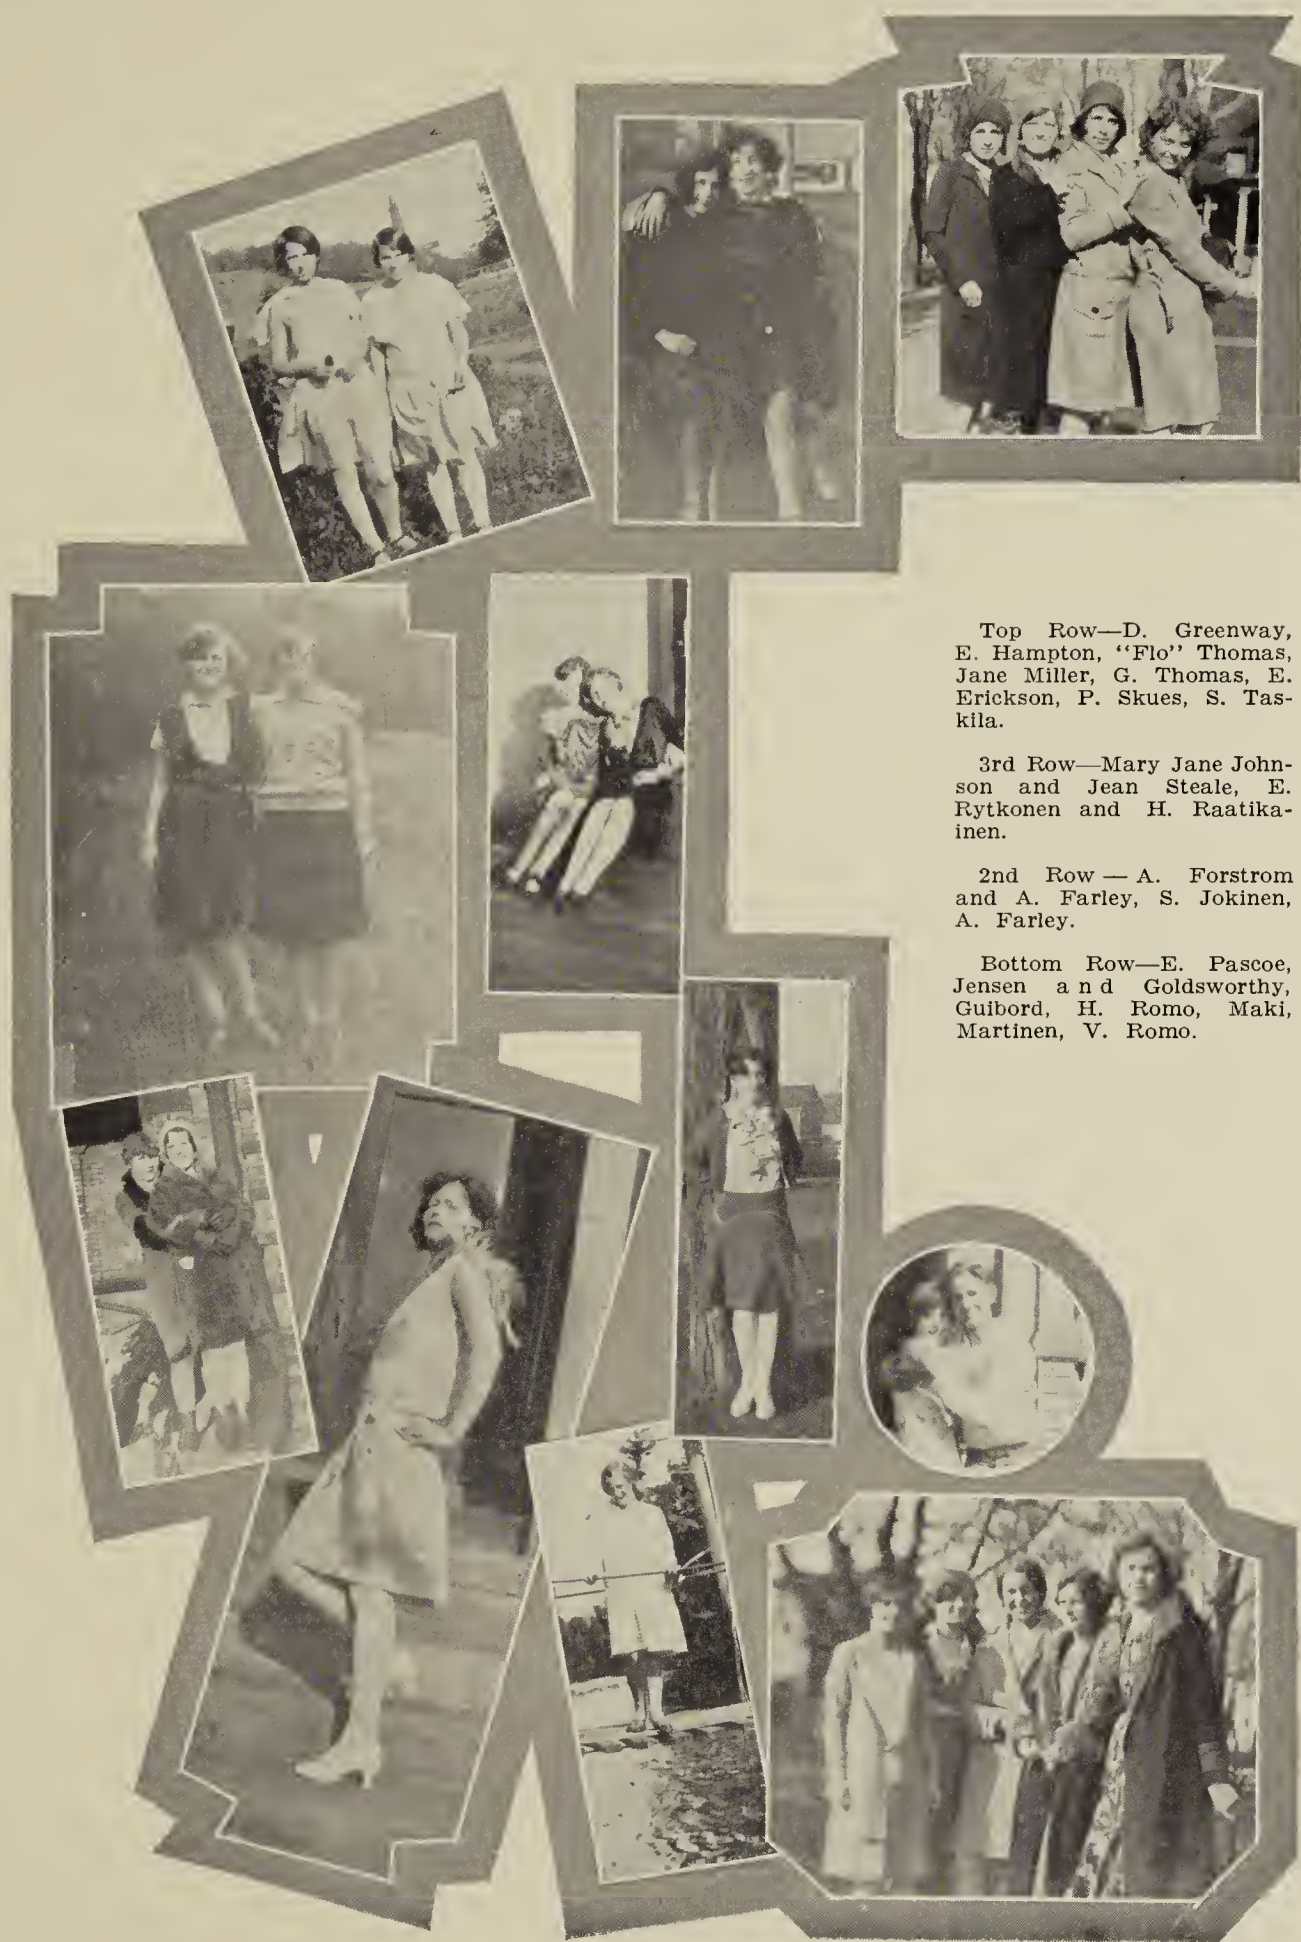 Top Row—D. Greenway,
E. Hampton, “Flo” Thomas,
Jane Miller, G. Thomas, E.
Erickson, P. Skues, S. Tas-
kila.
3rd Row—Mary Jane John-
son and Jean Steale, E.
Rytkonen and H. Raatika-
inen.
2nd Row — A. Forstrom
and A. Farley, S. Jokinen,
A. Farley.
Bottom Row—E. Pascoe,
Jensen and Goldsworthy,
Guibord, H. Romo, Maki,
Martinen, V. Romo.